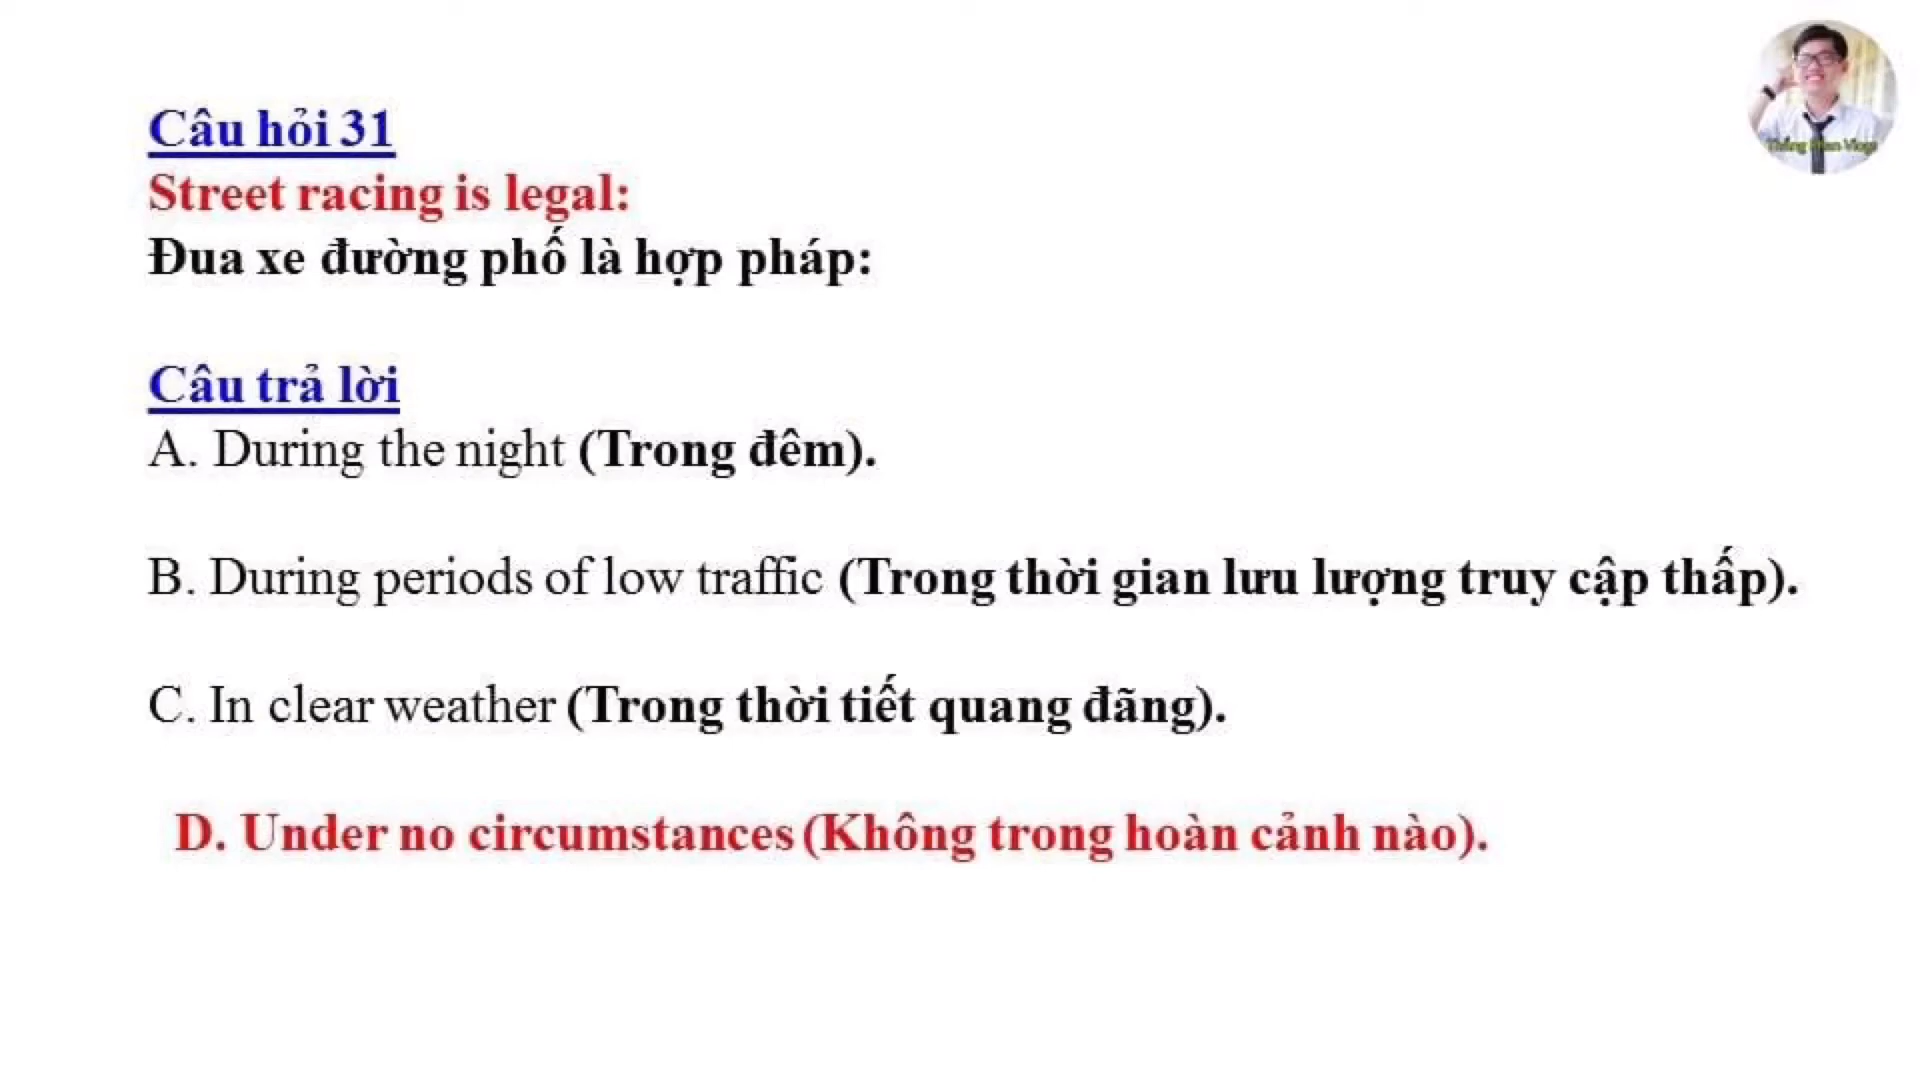 Câu hỏi 31
Street racing is legal:
Đua xe đường phố là hợp pháp:
Câu trả lời
A. During the night (Trong đêm).
B. During periods of low traffic (Trong thời gian lưu lượng truy cập thấp).
C. In clear weather (Trong thời tiết quang đãng).
D. Under no circumstances (Không trong hoàn cảnh nào).